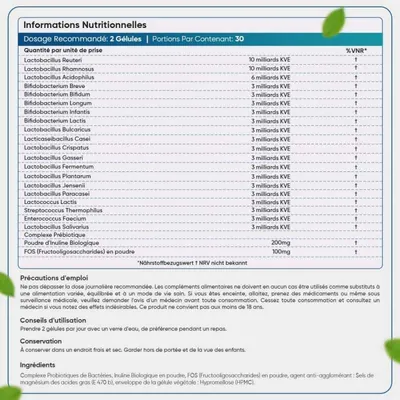 Informations Nutritionnelles
Dosage Recommandé: 2 Gélules | Portions Par Contenant: 30
Quantité par unité de prise %VNR*
Lactobacillus Reuteri 10 milliards KVE †
Lactobacillus Rhamnosus 10 milliards KVE †
Lactobacillus Acidophilus 6 milliards KVE †
Bifidobacterium Breve 3 milliards KVE †
Bifidobacterium Bifidum 3 milliards KVE †
Bifidobacterium Longum 3 milliards KVE †
Bifidobacterium Infantis 3 milliards KVE †
Bifidobacterium Lactis 3 milliards KVE †
Lactobacillus Bulcaricus 3 milliards KVE †
Lacticaseibacillus Casei 3 milliards KVE †
Lactobacillus Crispatus 3 milliards KVE †
Lactobacillus Gasseri 3 milliards KVE †
Lactobacillus Fermentum 3 milliards KVE †
Lactobacillus Plantarum 3 milliards KVE †
Lactobacillus Jensenii 3 milliards KVE †
Lactobacillus Paracasei 3 milliards KVE †
Lactococcus Lactis 3 milliards KVE †
Streptococcus Thermophilus 3 milliards KVE †
Enterococcus Faecium 3 milliards KVE †
Lactobacillus Salivarius 3 milliards KVE †
Complexe Prébiotique
Poudre d'Inuline Biologique 200mg †
FOS (Fructooligosaccharides) en poudre 100mg †
*Nährstoffbezugswert † NRV nicht bekannt
Précautions d'emploi
Ne pas dépasser la dose journalière recommandée. Les compléments alimentaires ne doivent en aucun cas être utilisés comme substituts à
une alimentation variée, équilibrée et à un mode de vie sain. Si vous êtes enceinte, allaitez, prenez des médicaments ou même sous
surveillance médicale, veuillez demander l'avis d'un médecin avant toute consommation. Cessez toute consommation et consultez un
médecin si vous notez des effets indésirables. Ce produit ne convient pas aux moins de 18 ans.
Conseils d'utilisation
Prendre 2 gélules par jour avec un verre d'eau, de préférence pendant un repas.
Conservation
À conserver dans un endroit frais et sec. Garder hors de portée et de la vue des enfants.
Ingrédients
Complexe Probiotiques de Bactéries, Inuline Biologique en poudre, FOS (Fructooligosaccharides) en poudre, agent anti-agglomérant : Sels de
magnésium des acides gras (E 470 b), enveloppe de la gélule végétale : Hypromellose (HPMC).